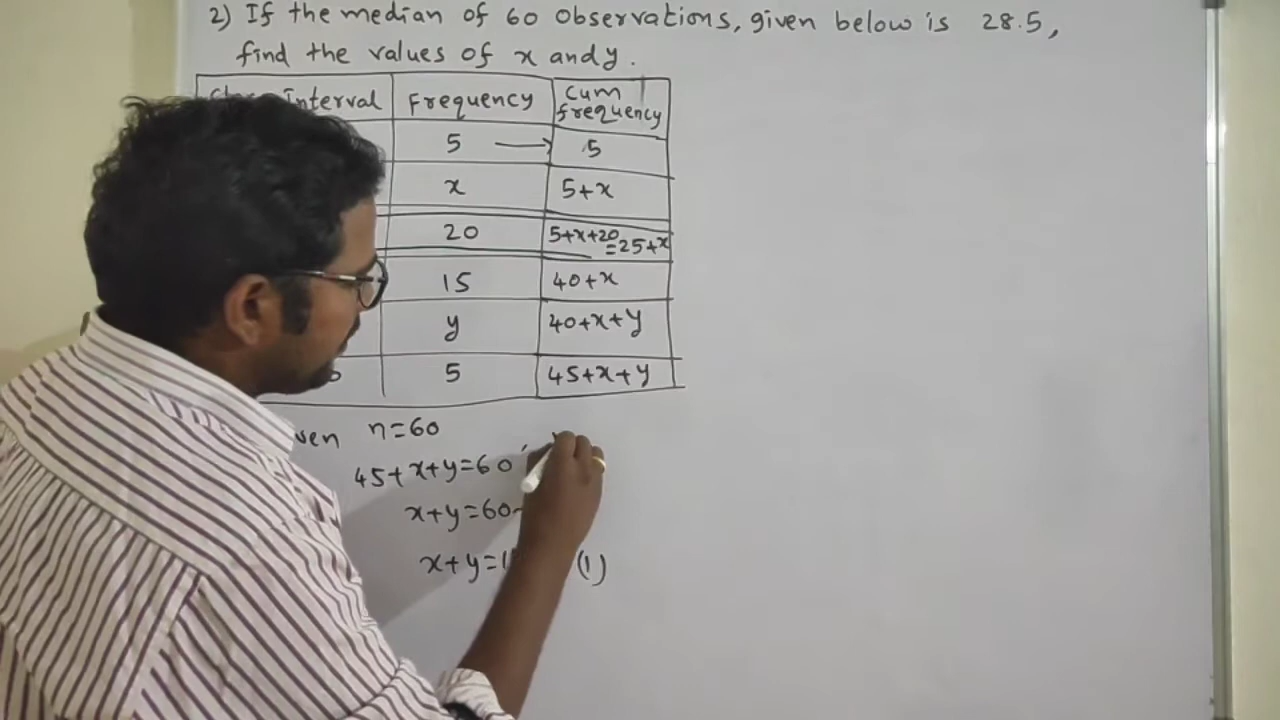 2) If the median of 60 observations, given below is 28.5,
find the values of x and y.
Interval Frequency Cum frequency
5 → 5
x 5+x
20 5+x+20 =25+x
15 40+x
y 40+x+y
5 45+x+y
n=60
45+x+y=60
x+y=60
x+y= (1)